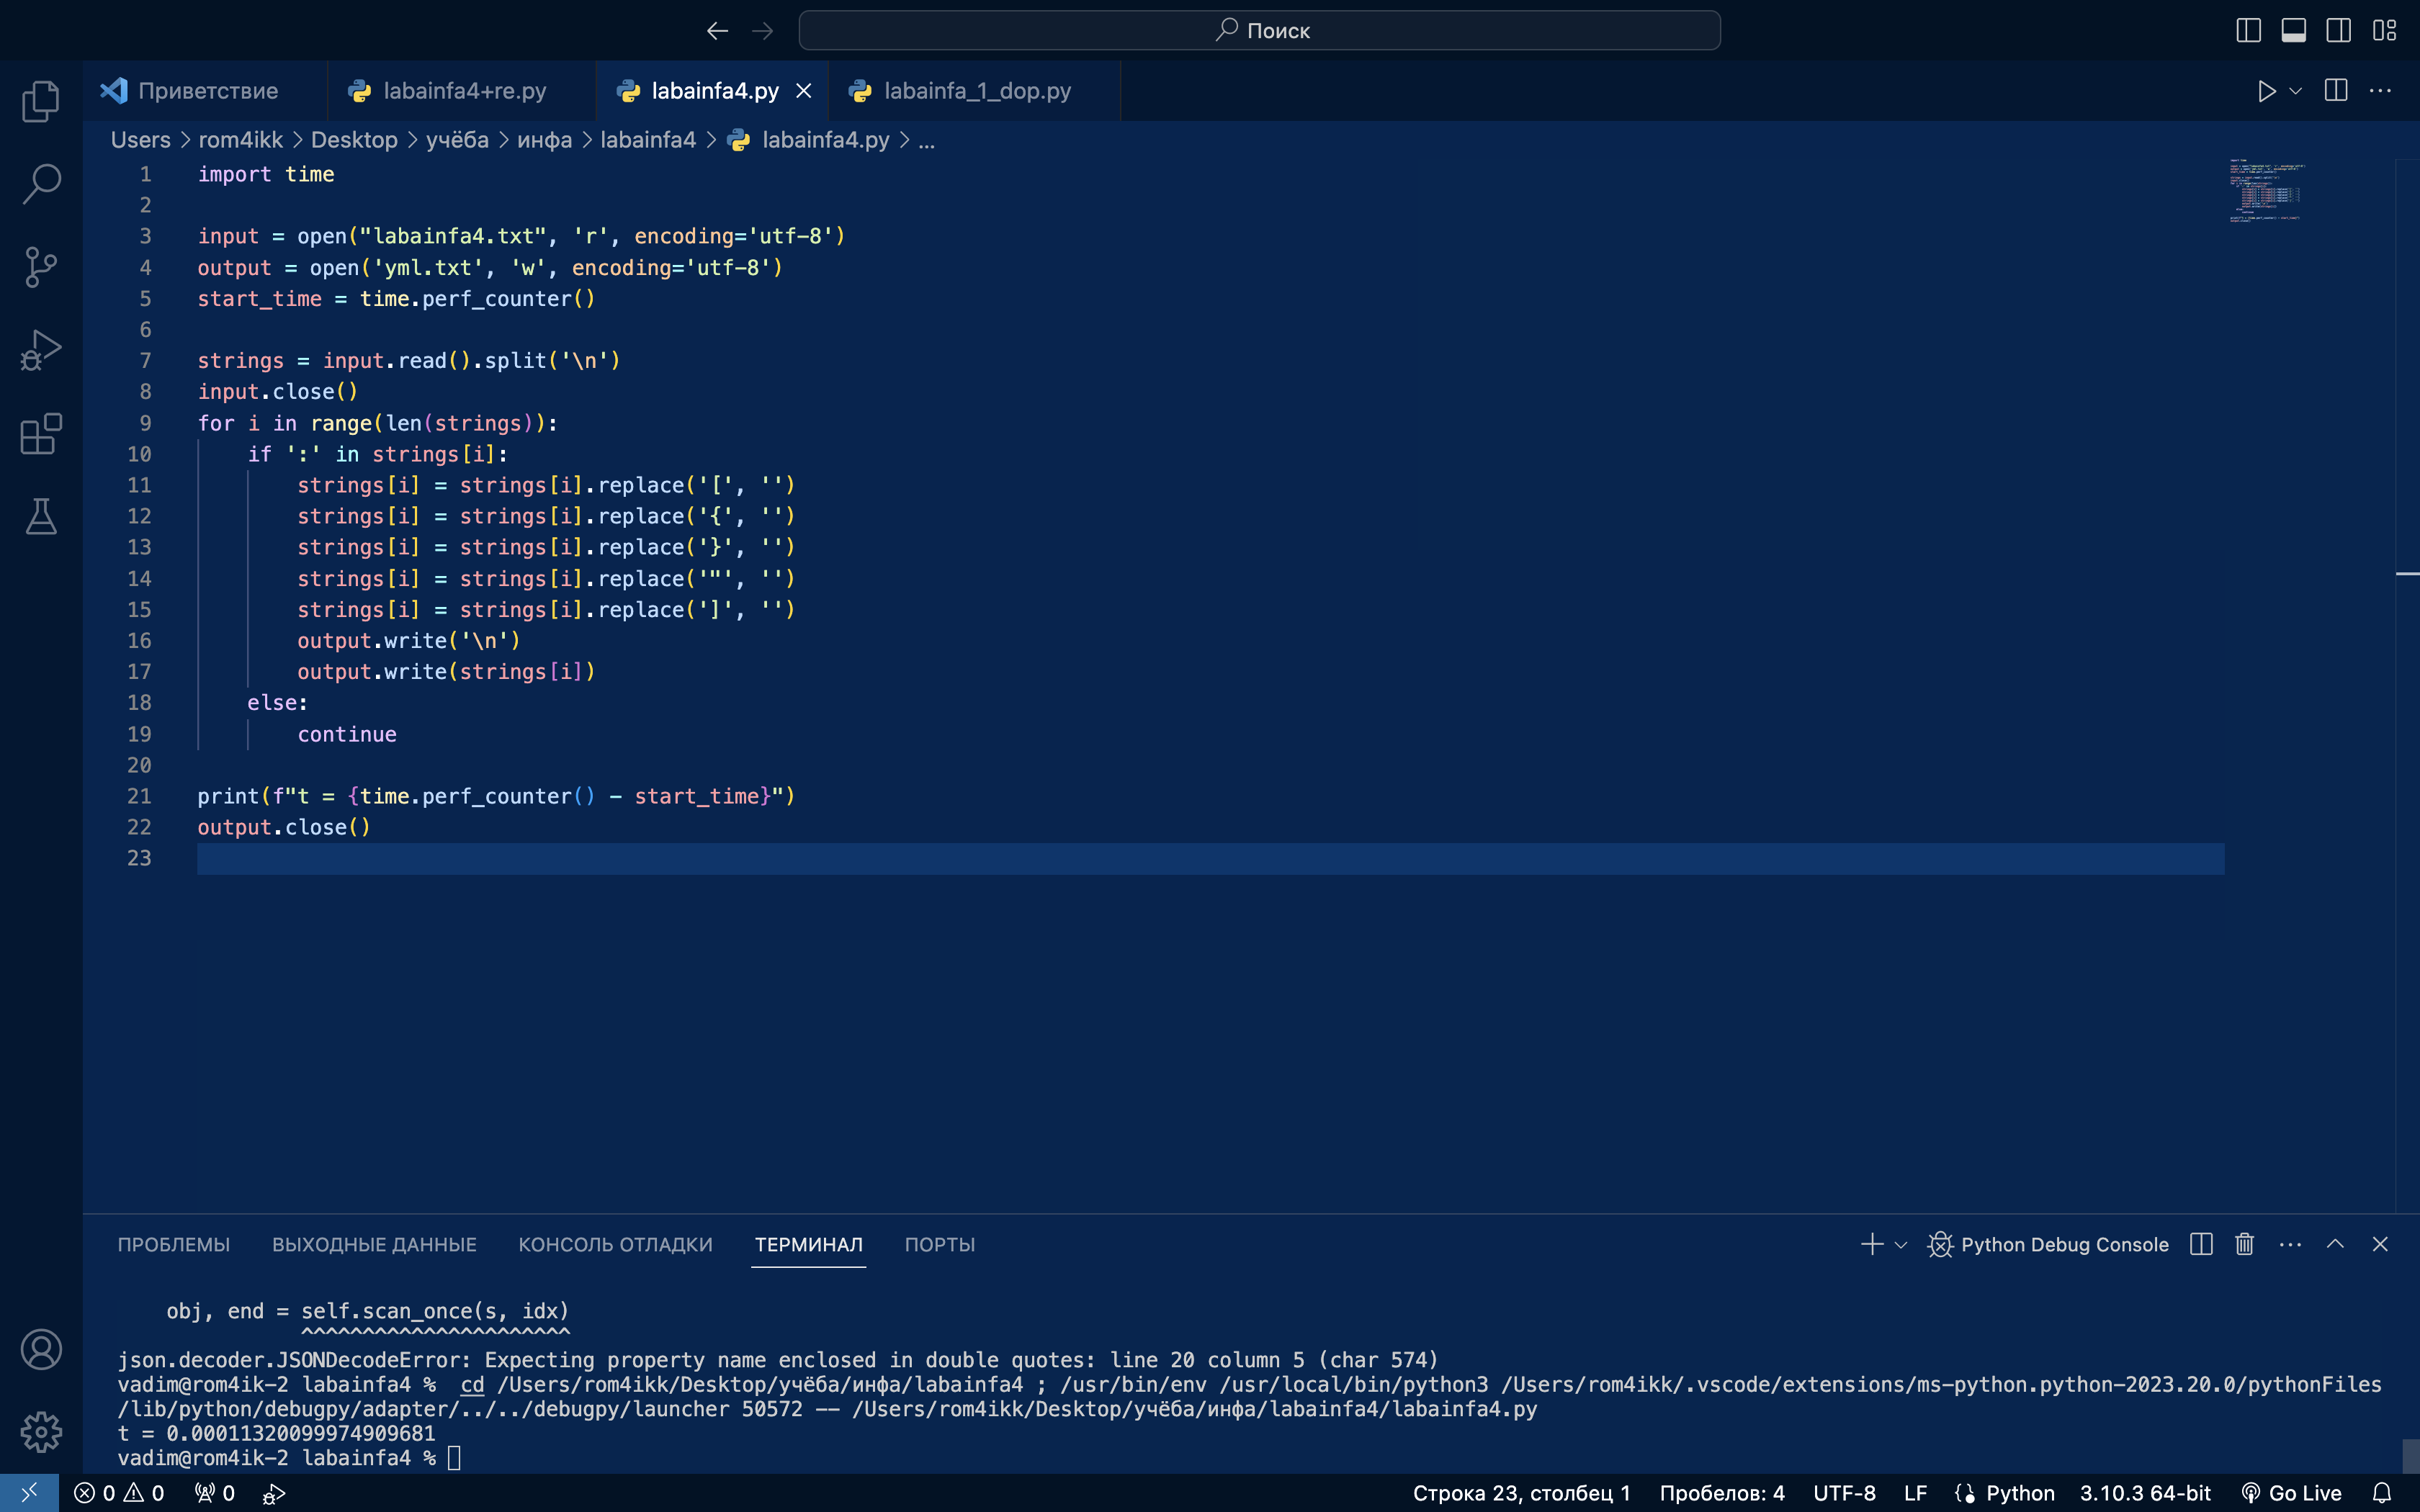 Поиск
Приветствие labainfa4+re.py labainfa4.py labainfa_1_dop.py
Users > rom4ikk > Desktop > учёба > инфа > labainfa4 > labainfa4.py > ...
1 import time
2
3 input = open("labainfa4.txt", 'r', encoding='utf-8')
4 output = open('yml.txt', 'w', encoding='utf-8')
5 start_time = time.perf_counter()
6
7 strings = input.read().split('\n')
8 input.close()
9 for i in range(len(strings)):
10     if ':' in strings[i]:
11         strings[i] = strings[i].replace('[', '')
12         strings[i] = strings[i].replace('{', '')
13         strings[i] = strings[i].replace('}', '')
14         strings[i] = strings[i].replace('"', '')
15         strings[i] = strings[i].replace(']', '')
16         output.write('\n')
17         output.write(strings[i])
18     else:
19         continue
20
21 print(f"t = {time.perf_counter() - start_time}")
22 output.close()
23
ПРОБЛЕМЫ ВЫХОДНЫЕ ДАННЫЕ КОНСОЛЬ ОТЛАДКИ ТЕРМИНАЛ ПОРТЫ Python Debug Console
    obj, end = self.scan_once(s, idx)
               ^^^^^^^^^^^^^^^^^^^^^^
json.decoder.JSONDecodeError: Expecting property name enclosed in double quotes: line 20 column 5 (char 574)
vadim@rom4ik-2 labainfa4 %  cd /Users/rom4ikk/Desktop/учёба/инфа/labainfa4 ; /usr/bin/env /usr/local/bin/python3 /Users/rom4ikk/.vscode/extensions/ms-python.python-2023.20.0/pythonFiles
/lib/python/debugpy/adapter/../../debugpy/launcher 50572 -- /Users/rom4ikk/Desktop/учёба/инфа/labainfa4/labainfa4.py
t = 0.00011320099974909681
vadim@rom4ik-2 labainfa4 %
0 0 0 Строка 23, столбец 1 Пробелов: 4 UTF-8 LF Python 3.10.3 64-bit Go Live